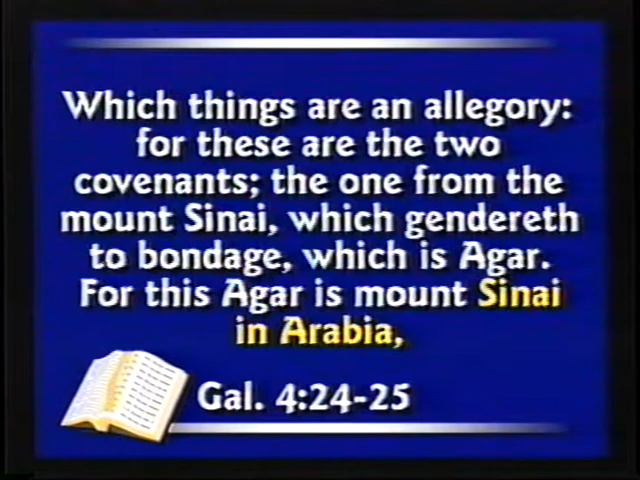 Which things are an allegory:
for these are the two
covenants; the one from the
mount Sinai, which gendereth
to bondage, which is Agar.
For this Agar is mount Sinai
in Arabia,
Gal. 4:24-25